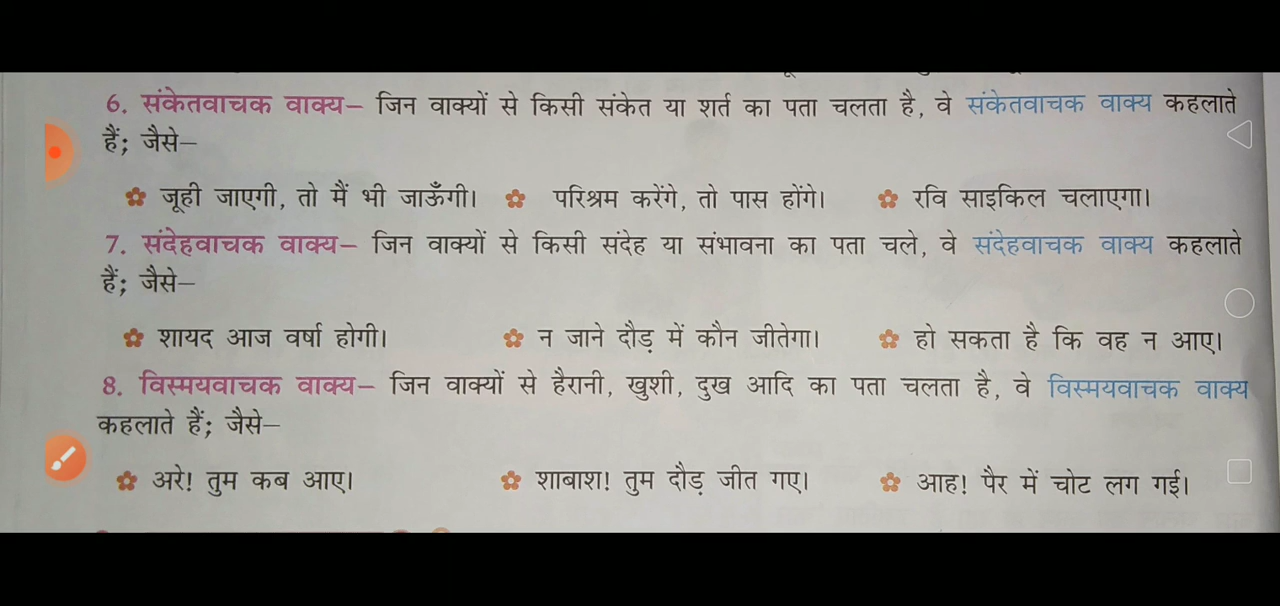 6. संकेतवाचक वाक्य– जिन वाक्यों से किसी संकेत या शर्त का पता चलता है, वे संकेतवाचक वाक्य कहलाते
हैं; जैसे–
जूही जाएगी, तो मैं भी जाऊँगी। परिश्रम करेंगे, तो पास होंगे। रवि साइकिल चलाएगा।
7. संदेहवाचक वाक्य– जिन वाक्यों से किसी संदेह या संभावना का पता चले, वे संदेहवाचक वाक्य कहलाते
हैं; जैसे–
शायद आज वर्षा होगी। न जाने दौड़ में कौन जीतेगा। हो सकता है कि वह न आए।
8. विस्मयवाचक वाक्य– जिन वाक्यों से हैरानी, खुशी, दुख आदि का पता चलता है, वे विस्मयवाचक वाक्य
कहलाते हैं; जैसे–
अरे! तुम कब आए। शाबाश! तुम दौड़ जीत गए। आह! पैर में चोट लग गई।